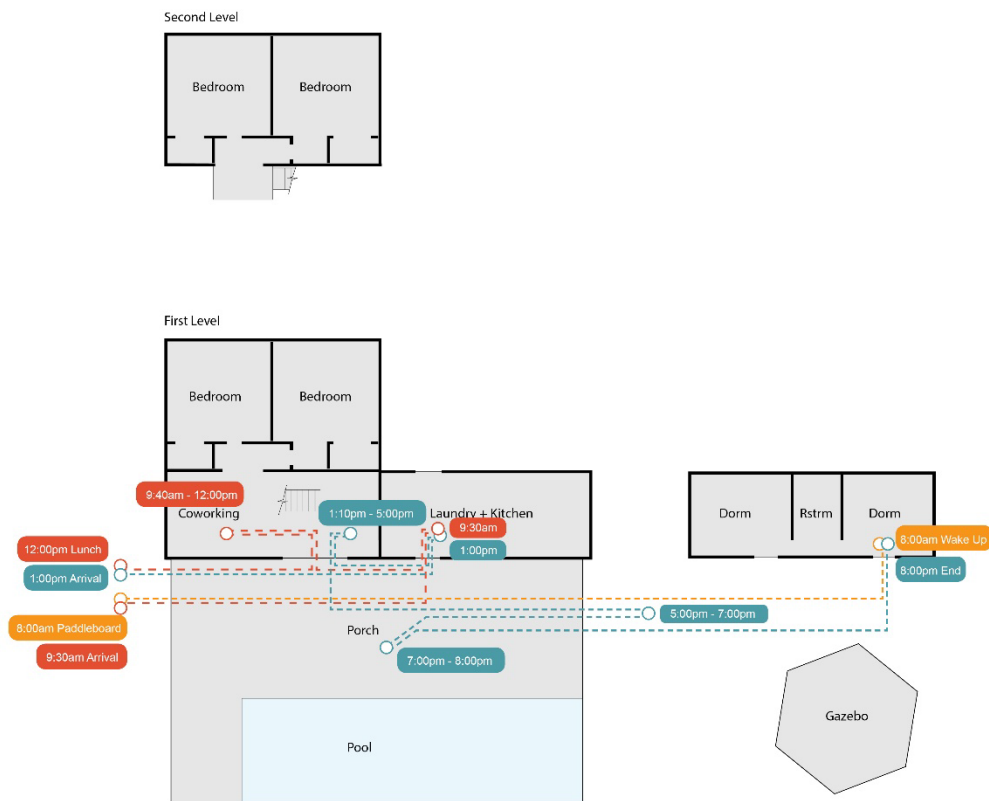 Second Level
Bedroom
Bedroom
First Level
Bedroom
Bedroom
9:40am - 12:00pm
Coworking
1:10pm - 5:00pm
Laundry + Kitchen
9:30am
1:00pm
Dorm
Rstrm
Dorm
8:00am Wake Up
8:00pm End
12:00pm Lunch
1:00pm Arrival
8:00am Paddleboard
9:30am Arrival
5:00pm - 7:00pm
Porch
7:00pm - 8:00pm
Gazebo
Pool